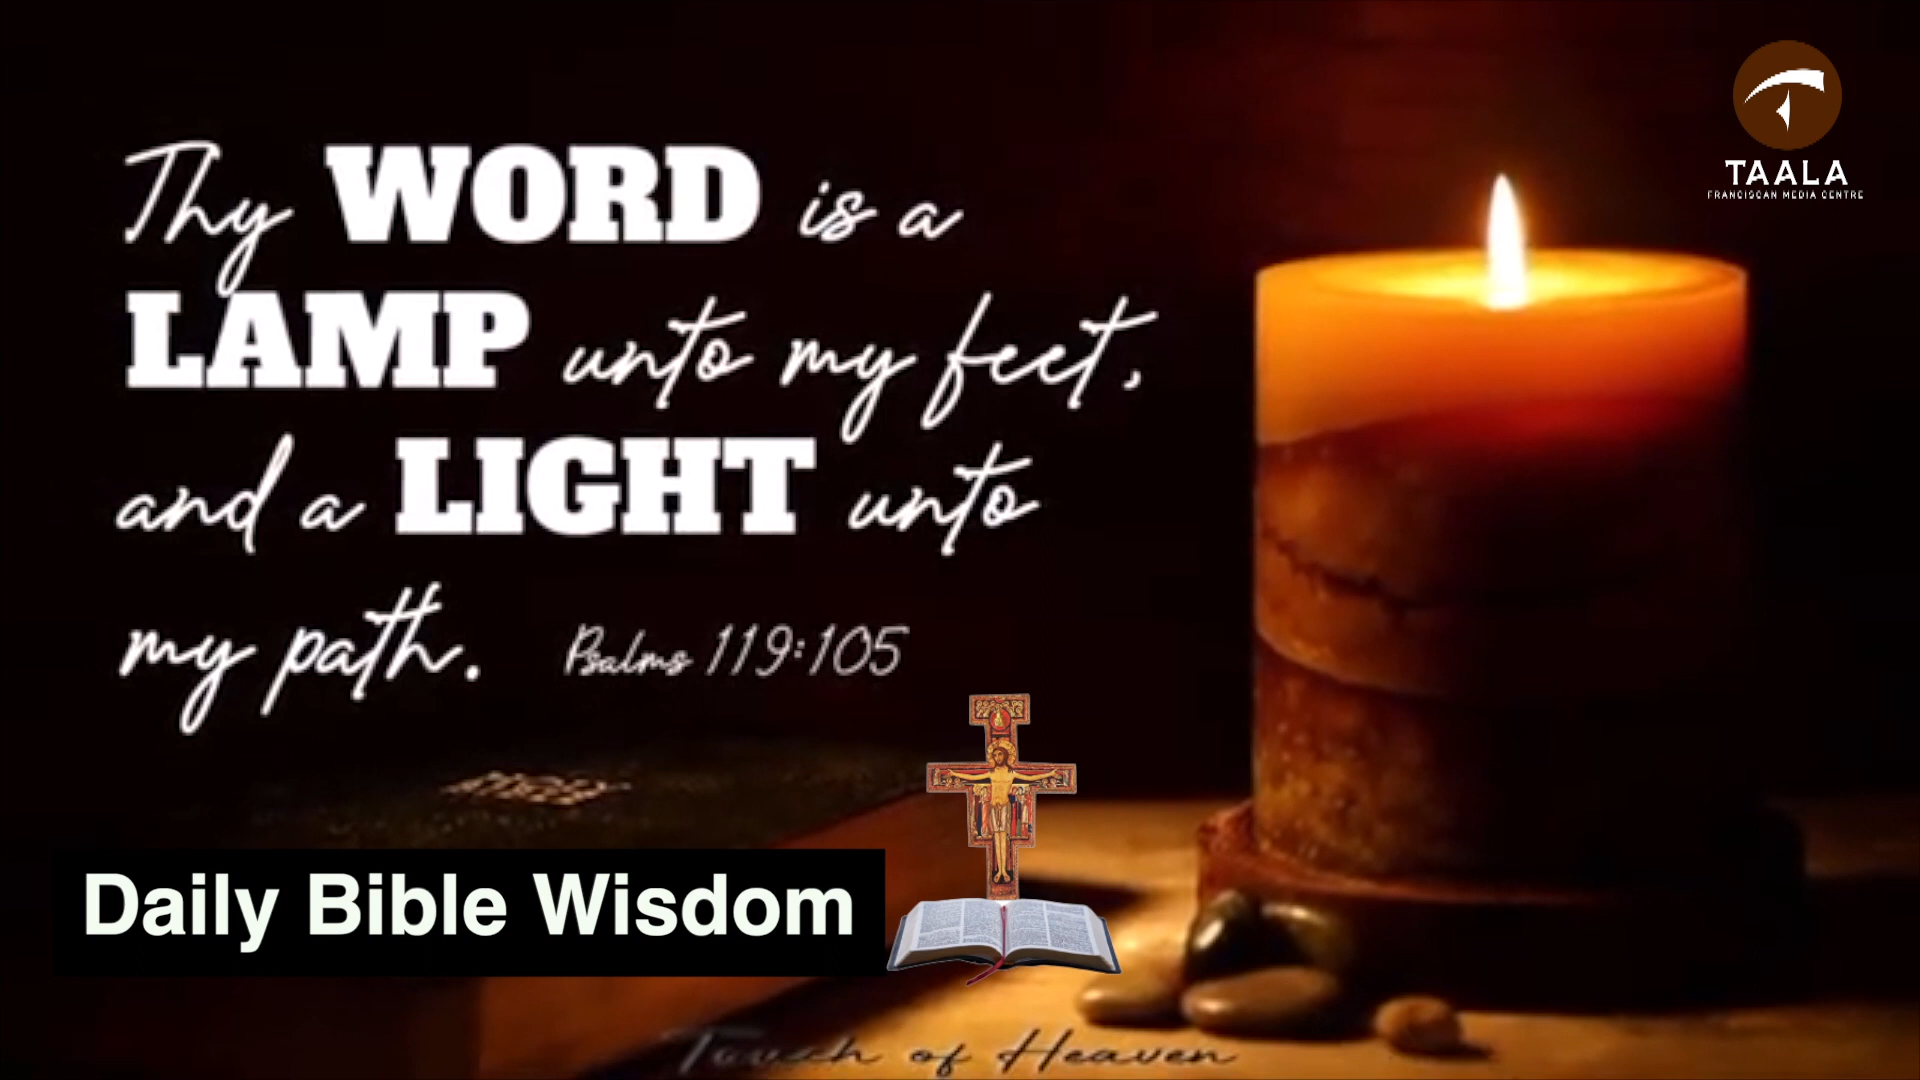 Thy WORD is a
LAMP unto my feet,
and a LIGHT unto
my path. Psalms 119:105
TAALA
FRANCISCAN MEDIA CENTRE
Daily Bible Wisdom
Touch of Heaven